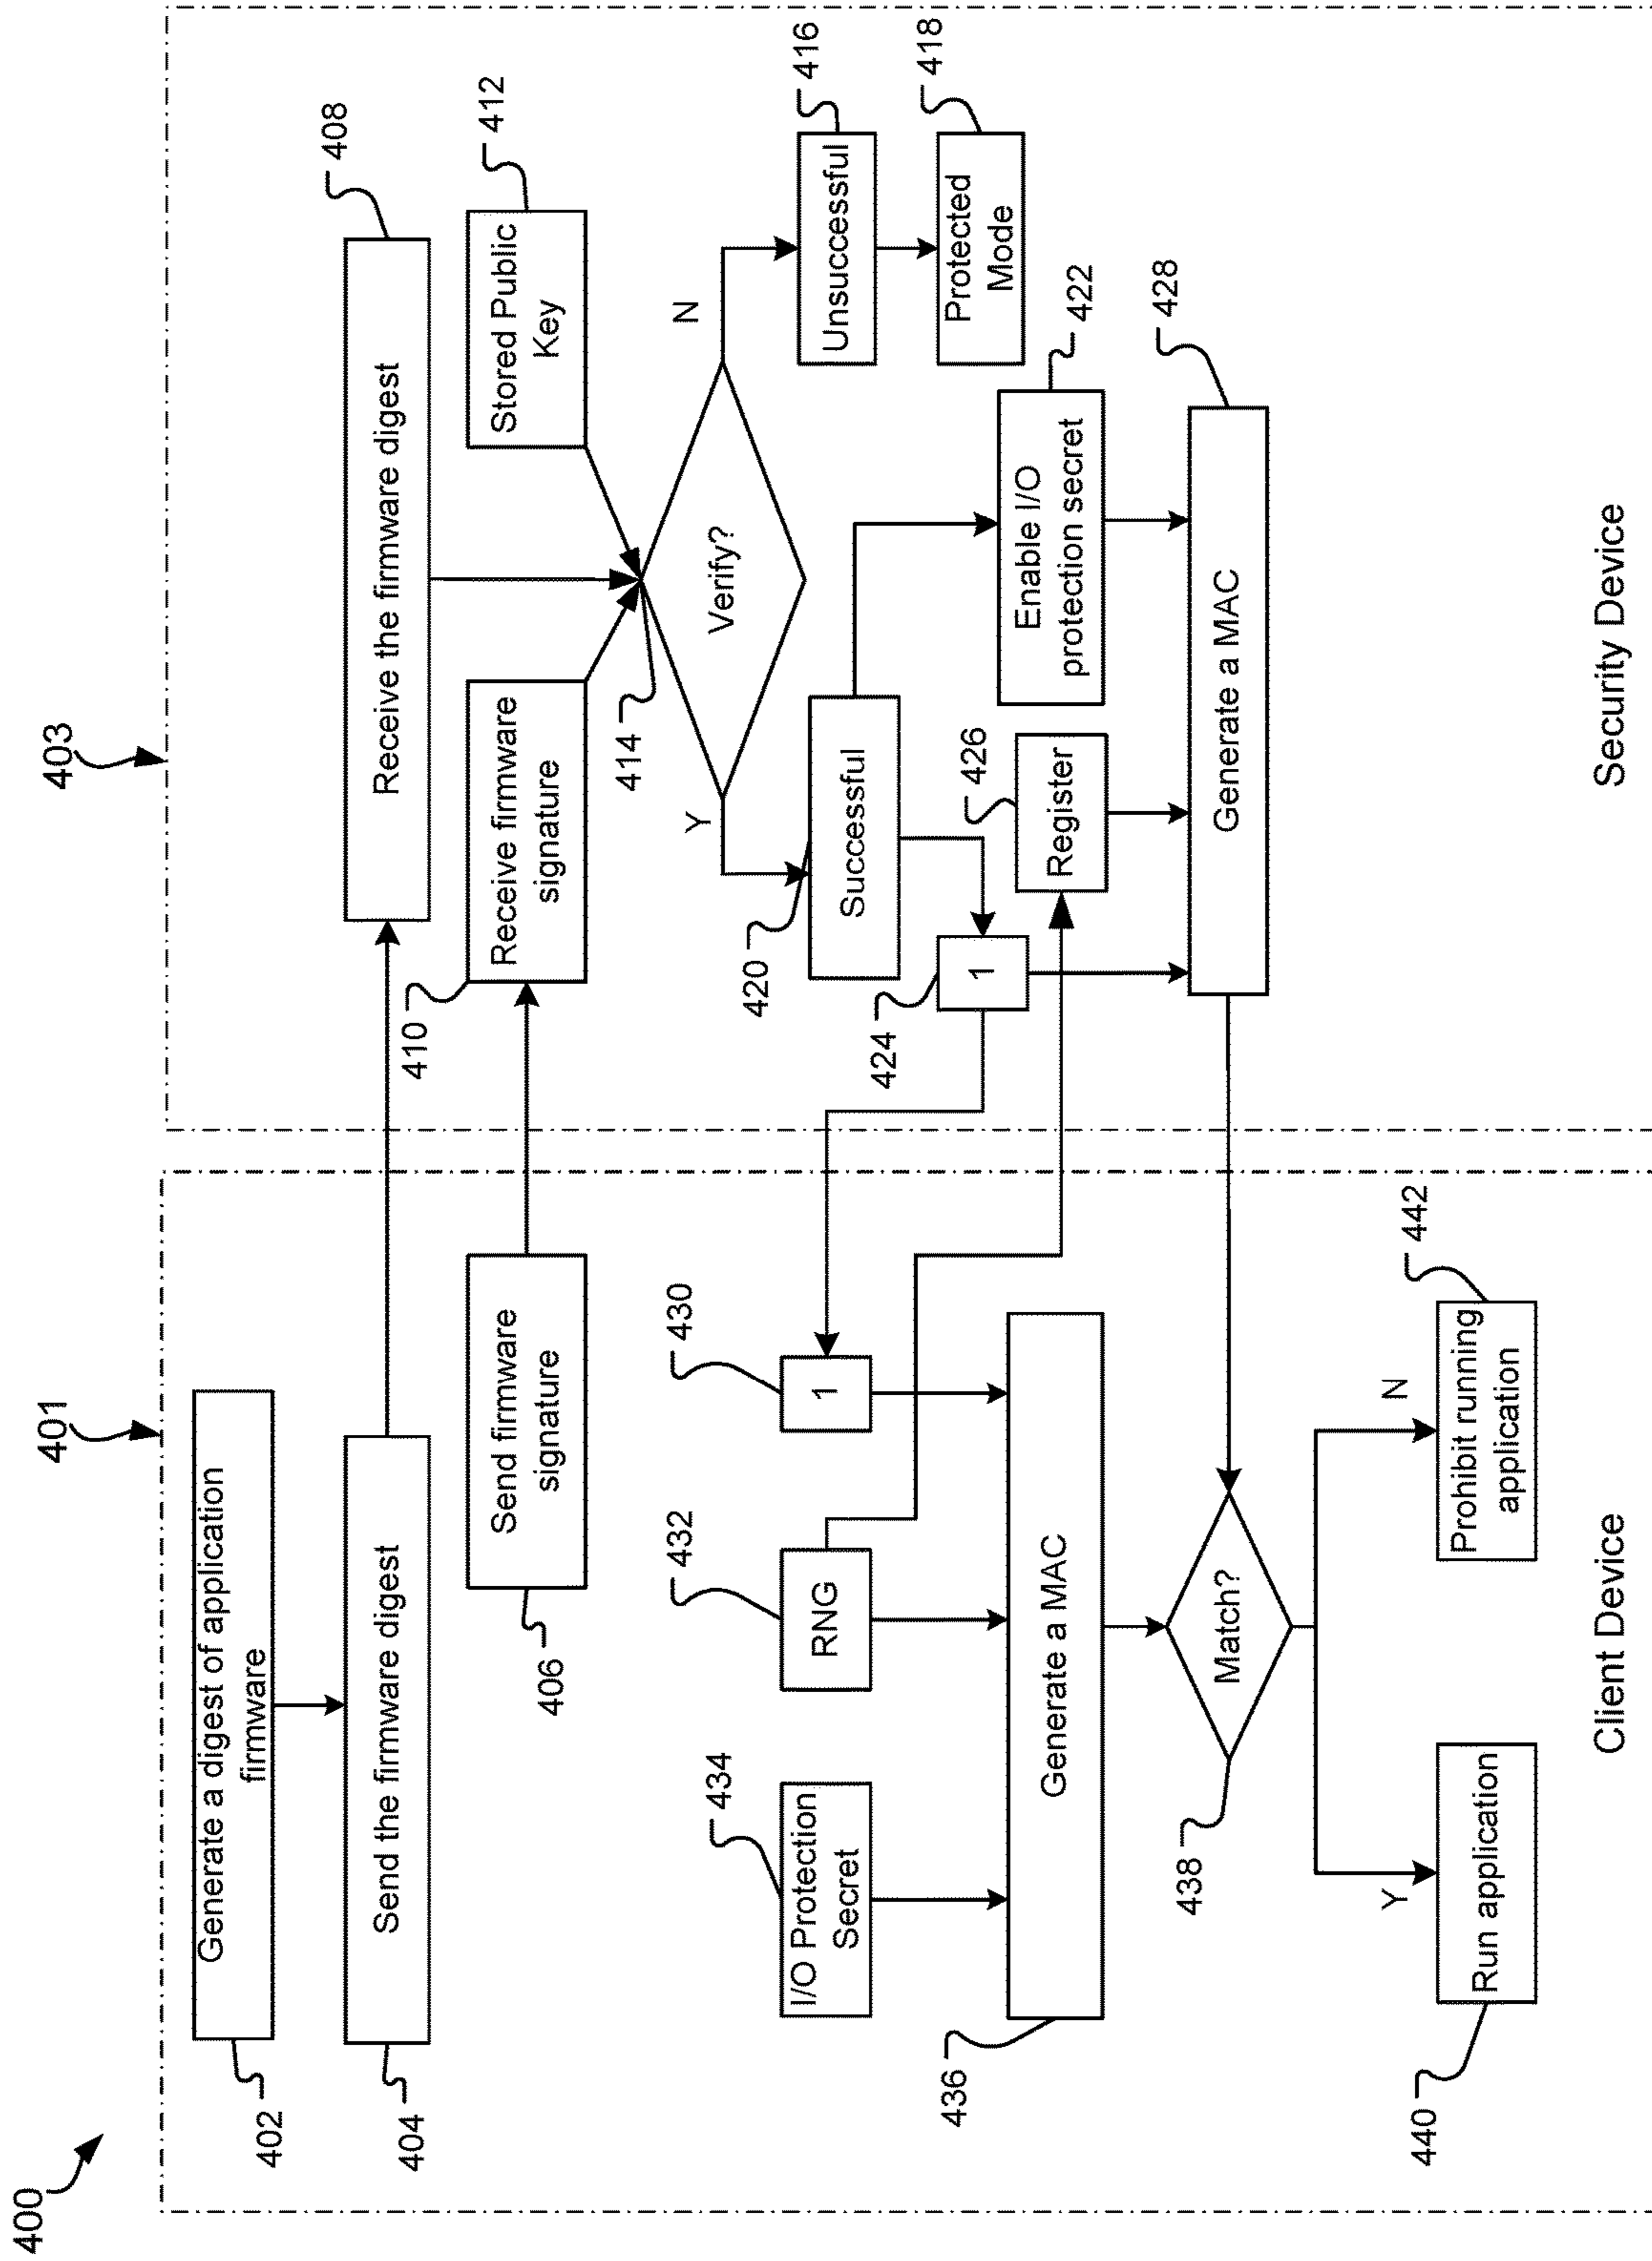 400
401
403
Generate a digest of application
firmware
402
Send the firmware digest
404
Receive the firmware digest
408
Send firmware
signature
406
Receive firmware
signature
410
Stored Public
Key
412
Verify?
414
Y
N
Unsuccessful
416
Protected
Mode
418
Successful
420
Enable I/O
protection secret
422
1
424
Register
426
Generate a MAC
428
1
430
RNG
432
I/O Protection
Secret
434
Generate a MAC
436
Match?
438
Y
N
Run application
440
Prohibit running
application
442
Client Device
Security Device